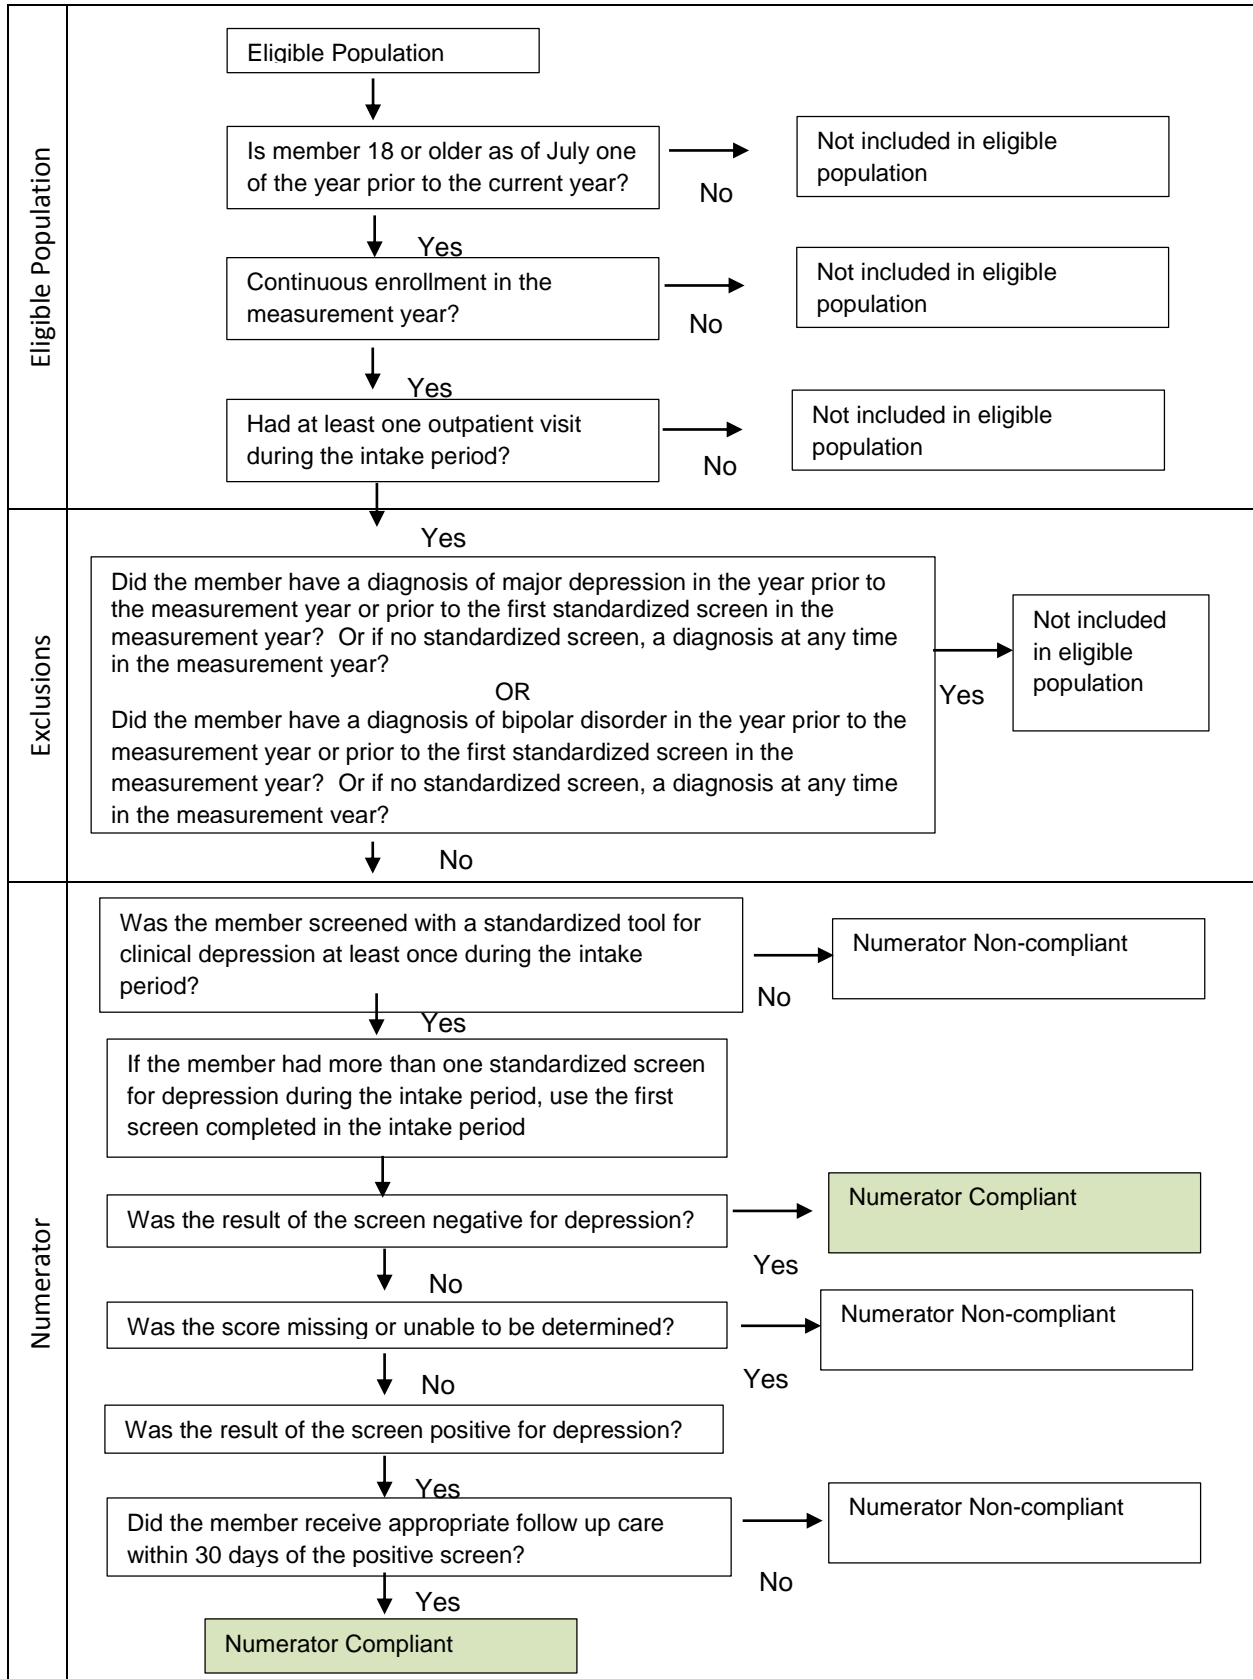 Eligible Population
Eligible Population
Is member 18 or older as of July one
of the year prior to the current year?
No
Not included in eligible
population
Yes
Continuous enrollment in the
measurement year?
No
Not included in eligible
population
Yes
Had at least one outpatient visit
during the intake period?
No
Not included in eligible
population
Yes
Exclusions
Did the member have a diagnosis of major depression in the year prior to
the measurement year or prior to the first standardized screen in the
measurement year?  Or if no standardized screen, a diagnosis at any time
in the measurement year?
OR
Did the member have a diagnosis of bipolar disorder in the year prior to the
measurement year or prior to the first standardized screen in the
measurement year?  Or if no standardized screen, a diagnosis at any time
in the measurement year?
Yes
Not included
in eligible
population
No
Numerator
Was the member screened with a standardized tool for
clinical depression at least once during the intake
period?
No
Numerator Non-compliant
Yes
If the member had more than one standardized screen
for depression during the intake period, use the first
screen completed in the intake period
Was the result of the screen negative for depression?
Yes
Numerator Compliant
No
Was the score missing or unable to be determined?
Yes
Numerator Non-compliant
No
Was the result of the screen positive for depression?
Yes
Did the member receive appropriate follow up care
within 30 days of the positive screen?
No
Numerator Non-compliant
Yes
Numerator Compliant